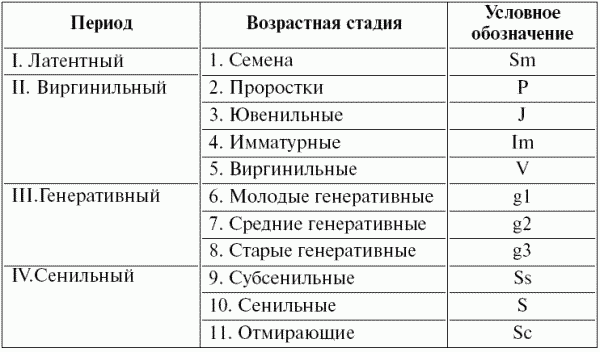 Период Возрастная стадия Условное
обозначение
I. Латентный 1. Семена Sm
II. Виргинильный 2. Проростки P
3. Ювенильные J
4. Имматурные Im
5. Виргинильные V
III.Генеративный 6. Молодые генеративные g1
7. Средние генеративные g2
8. Старые генеративные g3
IV.Сенильный 9. Субсенильные Ss
10. Сенильные S
11. Отмирающие Sc